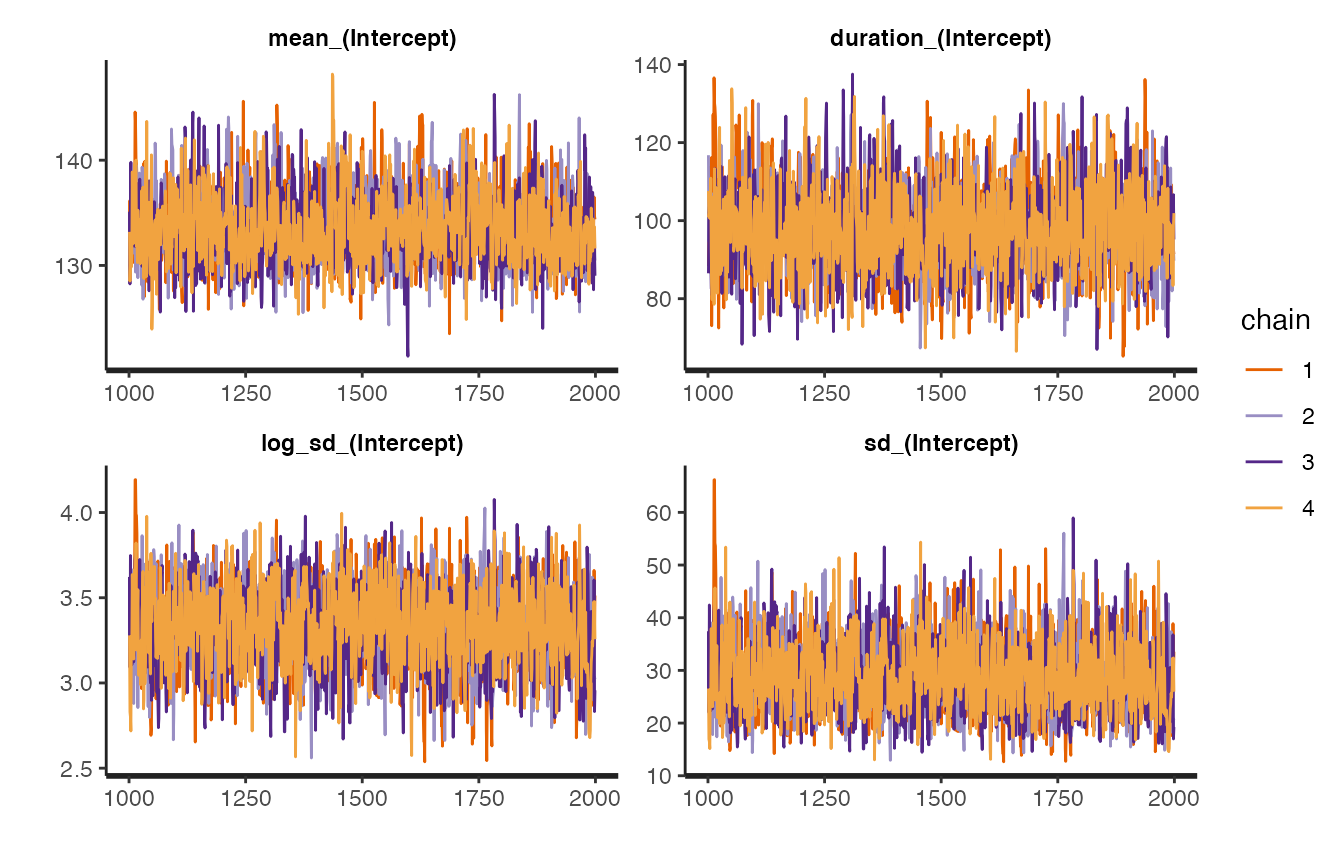 mean_(Intercept)
duration_(Intercept)
140
130
1000 1250 1500 1750 2000
140
120
100
80
1000 1250 1500 1750 2000
log_sd_(Intercept)
sd_(Intercept)
4.0
3.5
3.0
2.5
1000 1250 1500 1750 2000
60
50
40
30
20
10
1000 1250 1500 1750 2000
chain
1
2
3
4